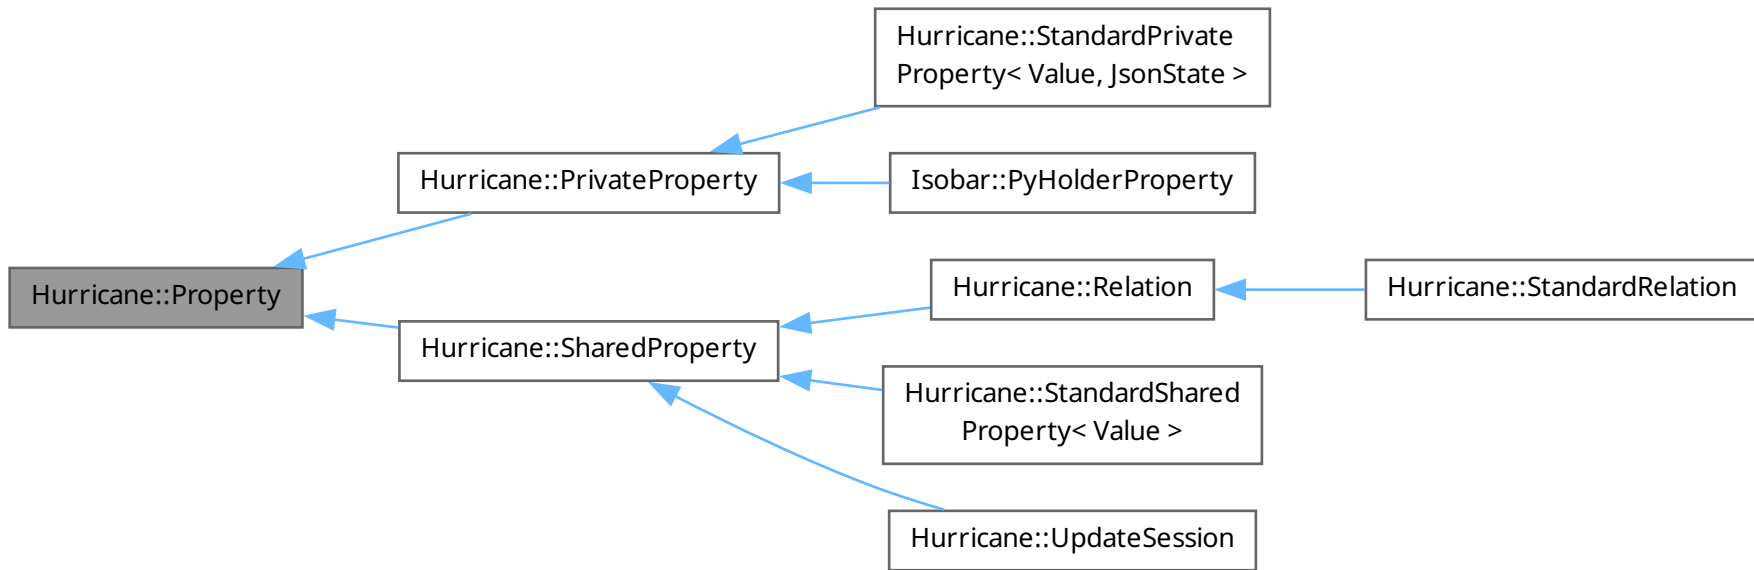 Hurricane::StandardPrivate
Property< Value, JsonState >
Hurricane::PrivateProperty
Isobar::PyHolderProperty
Hurricane::Property
Hurricane::Relation
Hurricane::StandardRelation
Hurricane::SharedProperty
Hurricane::StandardShared
Property< Value >
Hurricane::UpdateSession